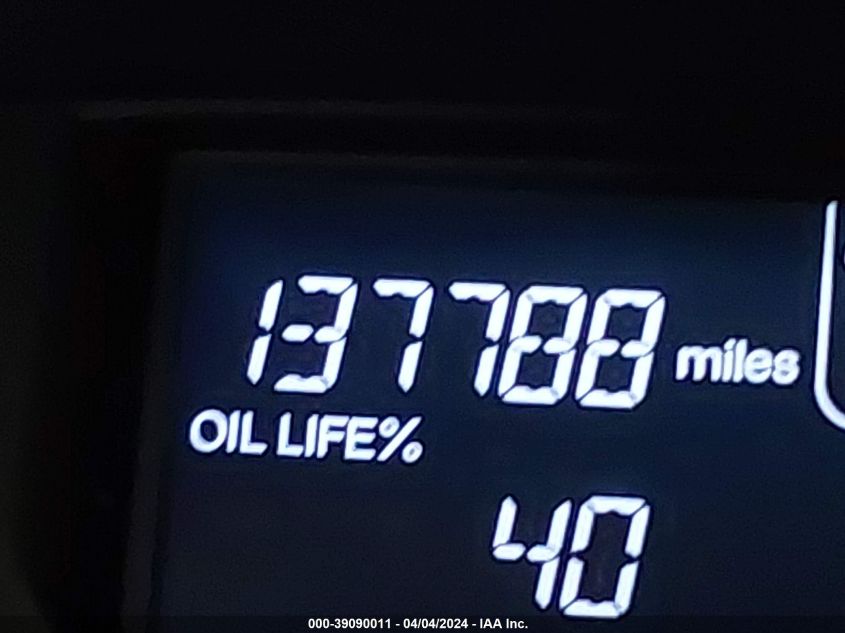 137788 miles
OIL LIFE%
40
000-39090011 - 04/04/2024 - IAA Inc.